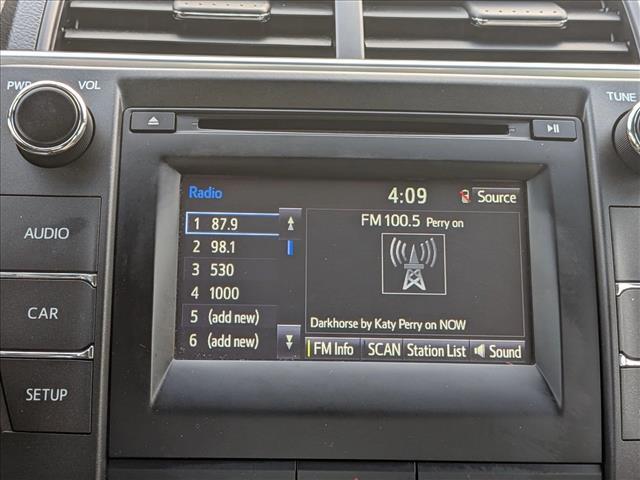 PWR VOL
TUNE
AUDIO
CAR
SETUP
Radio 4:09 Source
1 87.9
2 98.1
3 530
4 1000
5 (add new)
6 (add new)
FM 100.5 Perry on
Darkhorse by Katy Perry on NOW
FM Info SCAN Station List Sound